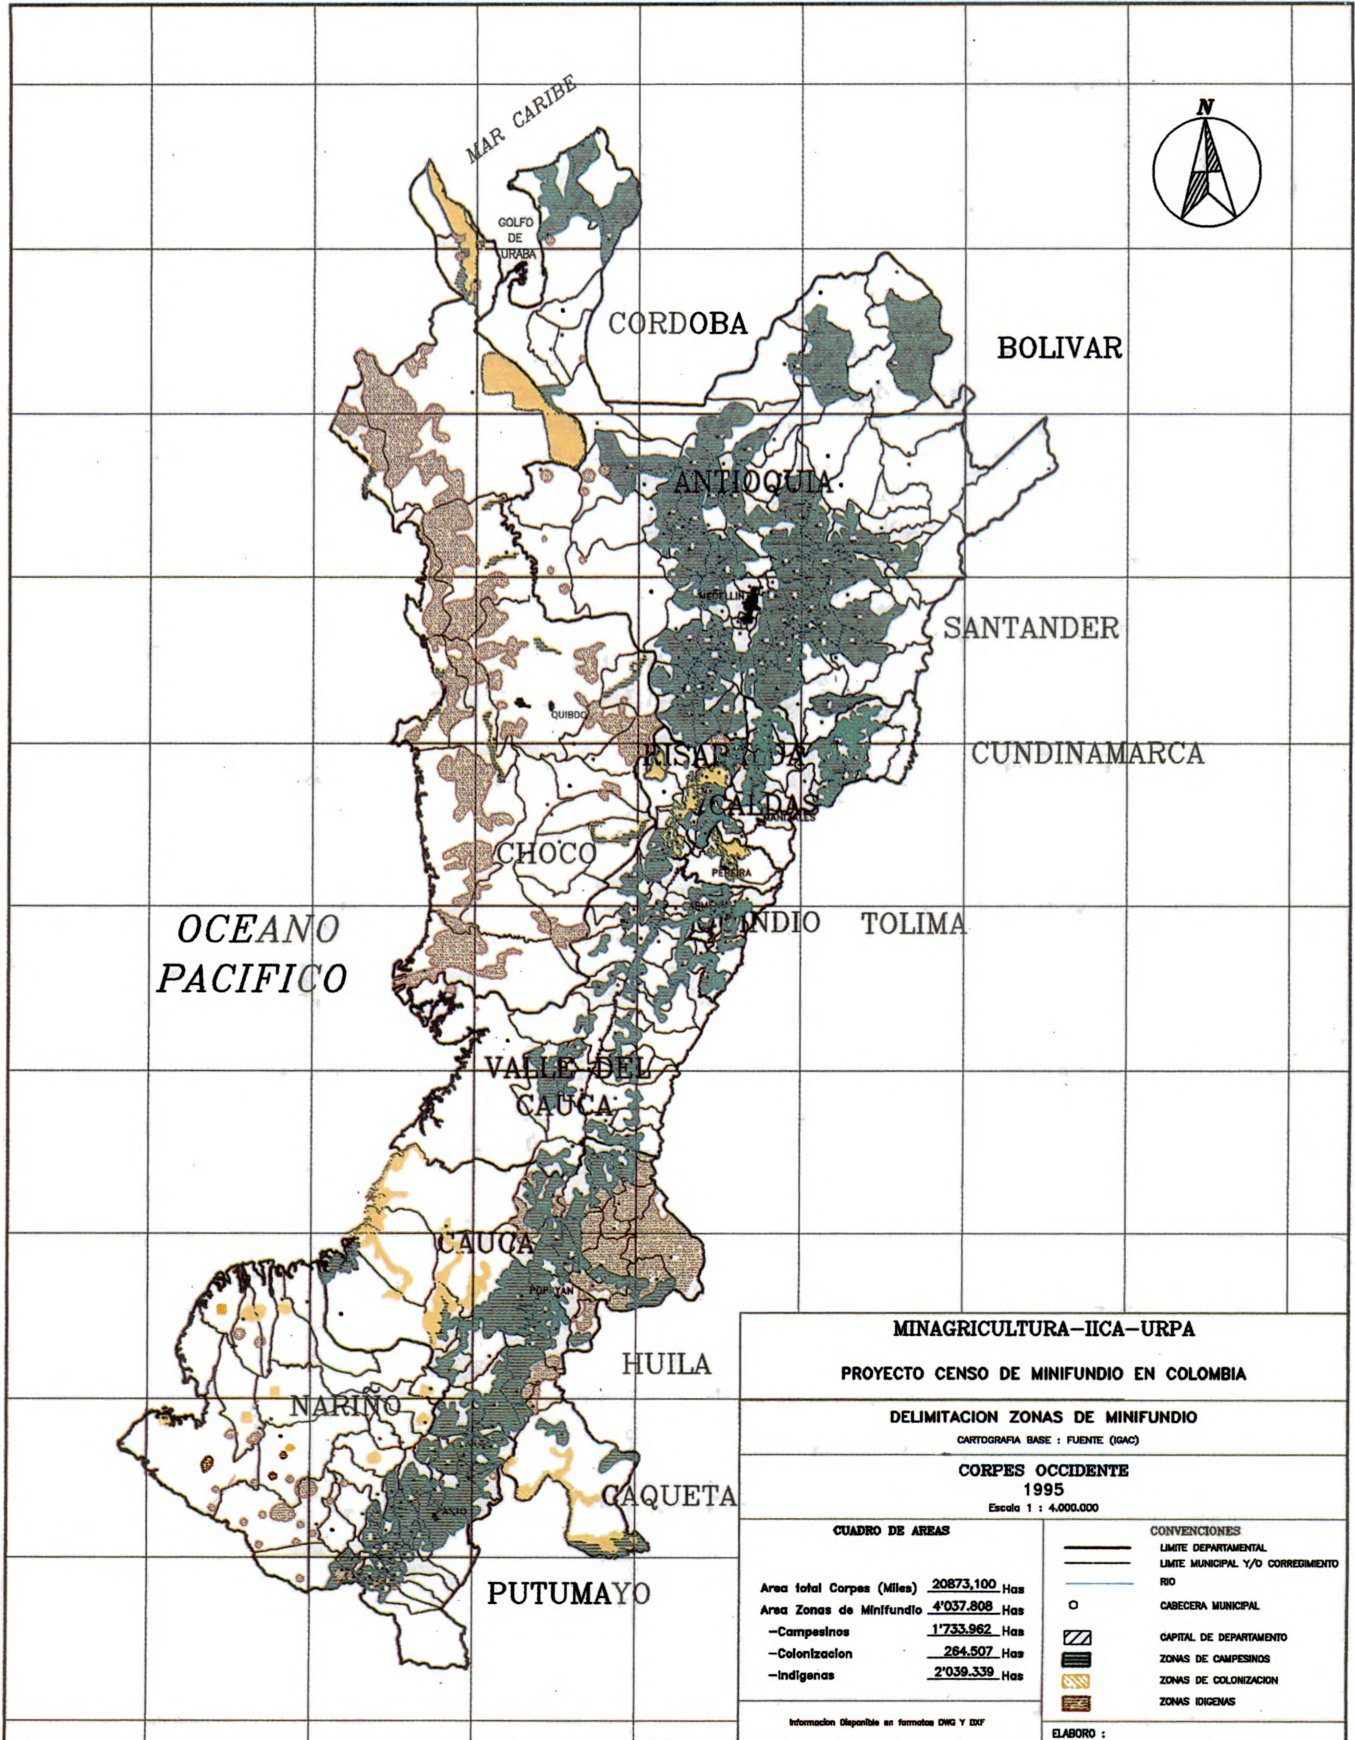 N
MAR CARIBE
GOLFO
DE
URABA
CORDOBA
BOLIVAR
ANTIOQUIA
MEDELLIN
SANTANDER
QUIBDO
CUNDINAMARCA
CALDAS
MANIZALES
CHOCO
PEREIRA
OCEANO
PACIFICO
TOLIMA
VALLE DEL
CAUCA
CAUCA
HUILA
NARIÑO
CAQUETA
PASTO
PUTUMAYO
MINAGRICULTURA-IICA-URPA
PROYECTO CENSO DE MINIFUNDIO EN COLOMBIA
DELIMITACION ZONAS DE MINIFUNDIO
CARTOGRAFIA BASE : FUENTE (IGAC)
CORPES OCCIDENTE
1995
Escala 1 : 4.000.000
CUADRO DE AREAS
Area total Corpes (Miles) 20873,100 Has
Area Zonas de Minifundio 4'037.808 Has
-Campesinos 1'733.962 Has
-Colonizacion 264.507 Has
-Indigenas 2'039.339 Has
Informacion Disponible en formatos DWG Y DXF
CONVENCIONES
LIMITE DEPARTAMENTAL
LIMITE MUNICIPAL Y/O CORREGIMIENTO
RIO
CABECERA MUNICIPAL
CAPITAL DE DEPARTAMENTO
ZONAS DE CAMPESINOS
ZONAS DE COLONIZACION
ZONAS IDIGENAS
ELABORO :